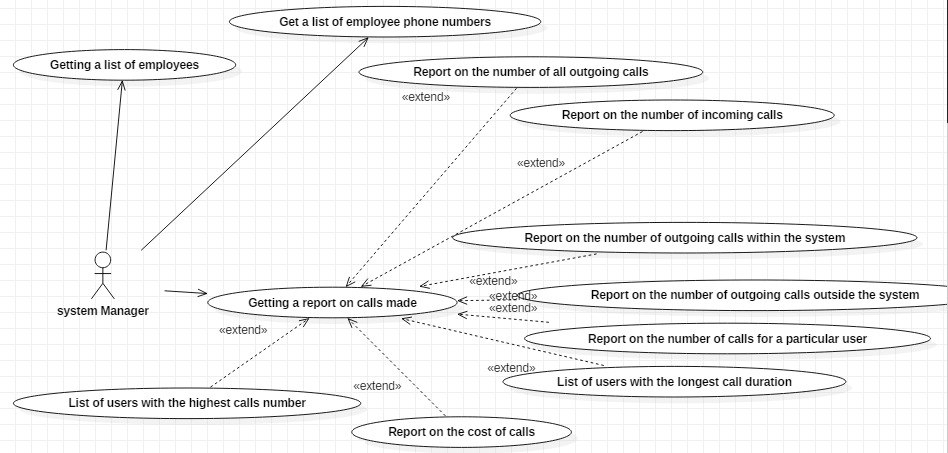 Get a list of employee phone numbers
Getting a list of employees
Report on the number of all outgoing calls
«extend»
Report on the number of incoming calls
«extend»
Report on the number of outgoing calls within the system
«extend»
Report on the number of outgoing calls outside the system
«extend»
Getting a report on calls made
«extend»
system Manager
«extend»
Report on the number of calls for a particular user
«extend»
List of users with the longest call duration
«extend»
List of users with the highest calls number
Report on the cost of calls